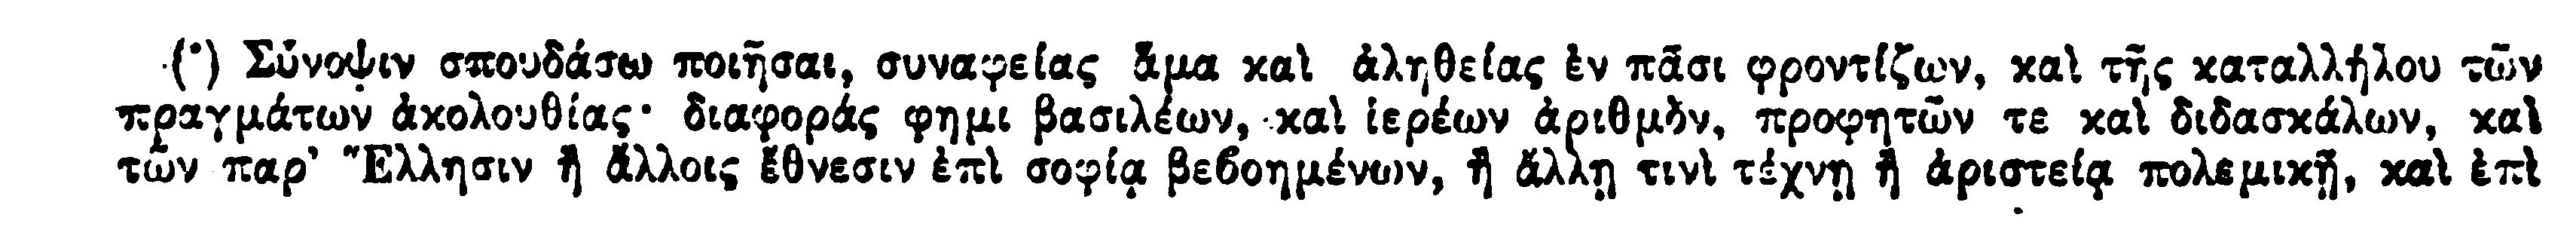 (*) Σύνοψιν σπουδάσω ποιῆσαι, συναφείας ἅμα καὶ ἀληθείας ἐν πᾶσι φροντίζων, καὶ τῆς καταλλήλου τῶν
πραγμάτων ἀκολουθίας· διαφοράς φημι βασιλέων, καὶ ἱερέων ἀριθμὸν, προφητῶν τε καὶ διδασκάλων, καὶ
τῶν παρ' Ἕλλησιν ἢ ἄλλοις ἔθνεσιν ἐπὶ σοφίᾳ βεβοημένων, ἢ ἄλλῃ τινὶ τέχνῃ ἢ ἀριστείᾳ πολεμικῇ, καὶ ἐπὶ